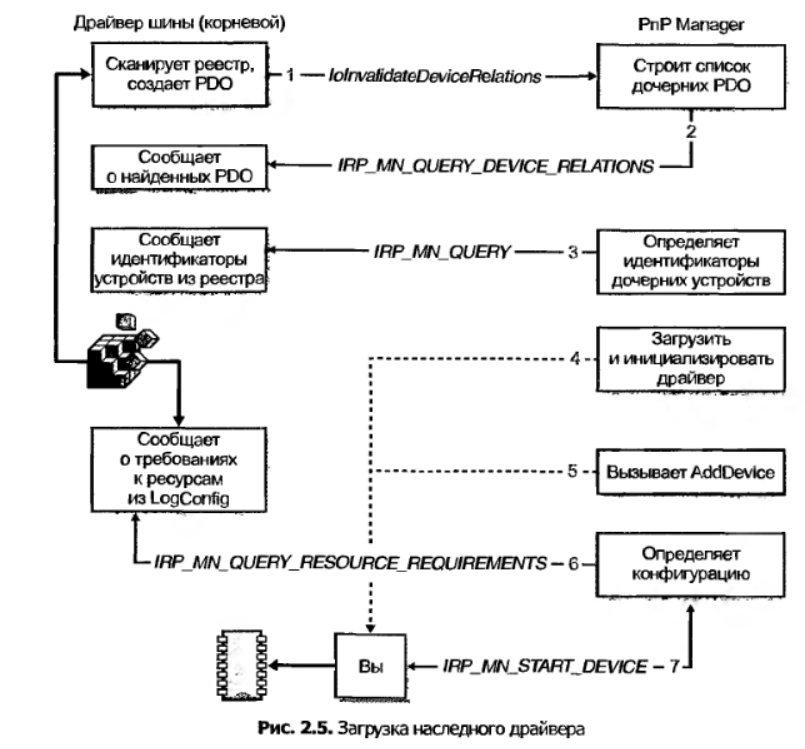 Драйвер шины (корневой)
PnP Manager
Сканирует реестр,
создает PDO
1
IoInvalidateDeviceRelations
Строит список
дочерних PDO
2
Сообщает
о найденных PDO
IRP_MN_QUERY_DEVICE_RELATIONS
Сообщает
идентификаторы
устройств из реестра
IRP_MN_QUERY
3
Определяет
идентификаторы
дочерних устройств
4
Загрузить
и инициализировать
драйвер
Сообщает
о требованиях
к ресурсам
из LogConfig
5
Вызывает AddDevice
IRP_MN_QUERY_RESOURCE_REQUIREMENTS
6
Определяет
конфигурацию
Вы
IRP_MN_START_DEVICE
7
Рис. 2.5. Загрузка наследного драйвера